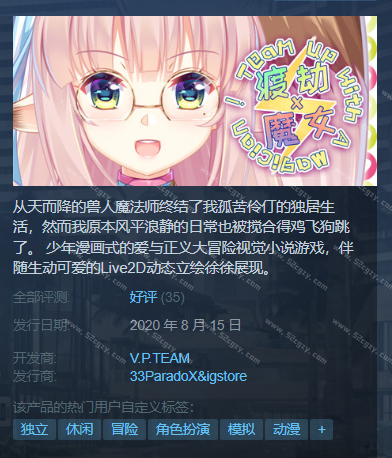 Team Up With A Magician!
渡劫
×
魔女
从天而降的兽人魔法师终结了我孤苦伶仃的独居生
活，然而我原本风平浪静的日常也被搅合得鸡飞狗跳
了。 少年漫画式的爱与正义大冒险视觉小说游戏，伴
随生动可爱的Live2D动态立绘徐徐展现。
全部评测: 好评 (35)
发行日期: 2020 年 8 月 15 日
开发商: V.P.TEAM
发行商: 33ParadoX&igstore
该产品的热门用户自定义标签：
独立 休闲 冒险 角色扮演 模拟 动漫 +